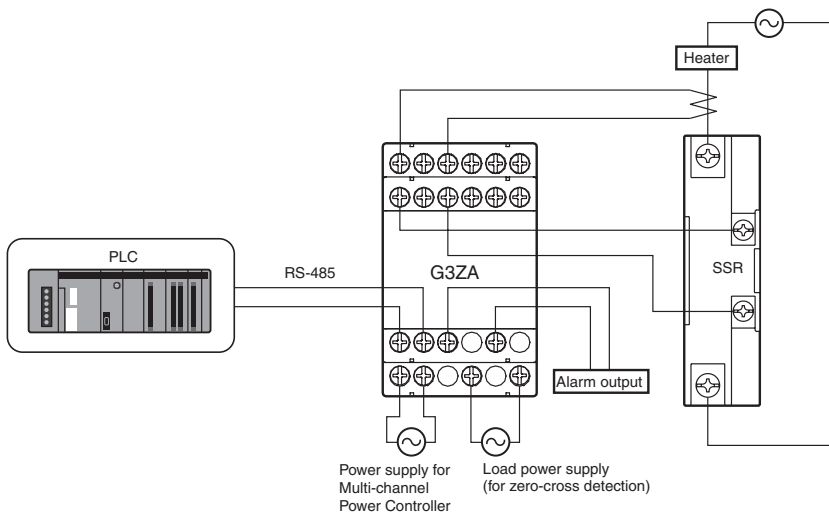 Heater
PLC
RS-485
G3ZA
SSR
Alarm output
Power supply for
Multi-channel
Power Controller
Load power supply
(for zero-cross detection)